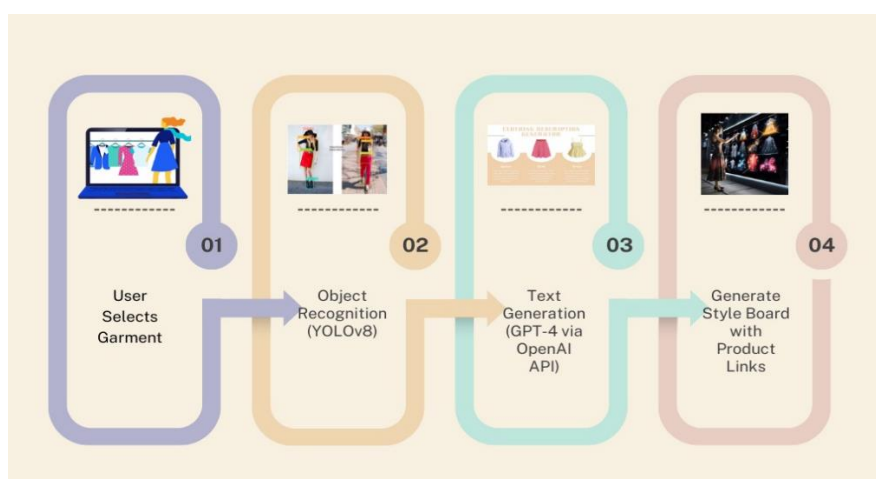 01
User
Selects
Garment
02
Object
Recognition
(YOLOv8)
03
Text
Generation
(GPT-4 via
OpenAI
API)
04
Generate
Style Board
with
Product
Links